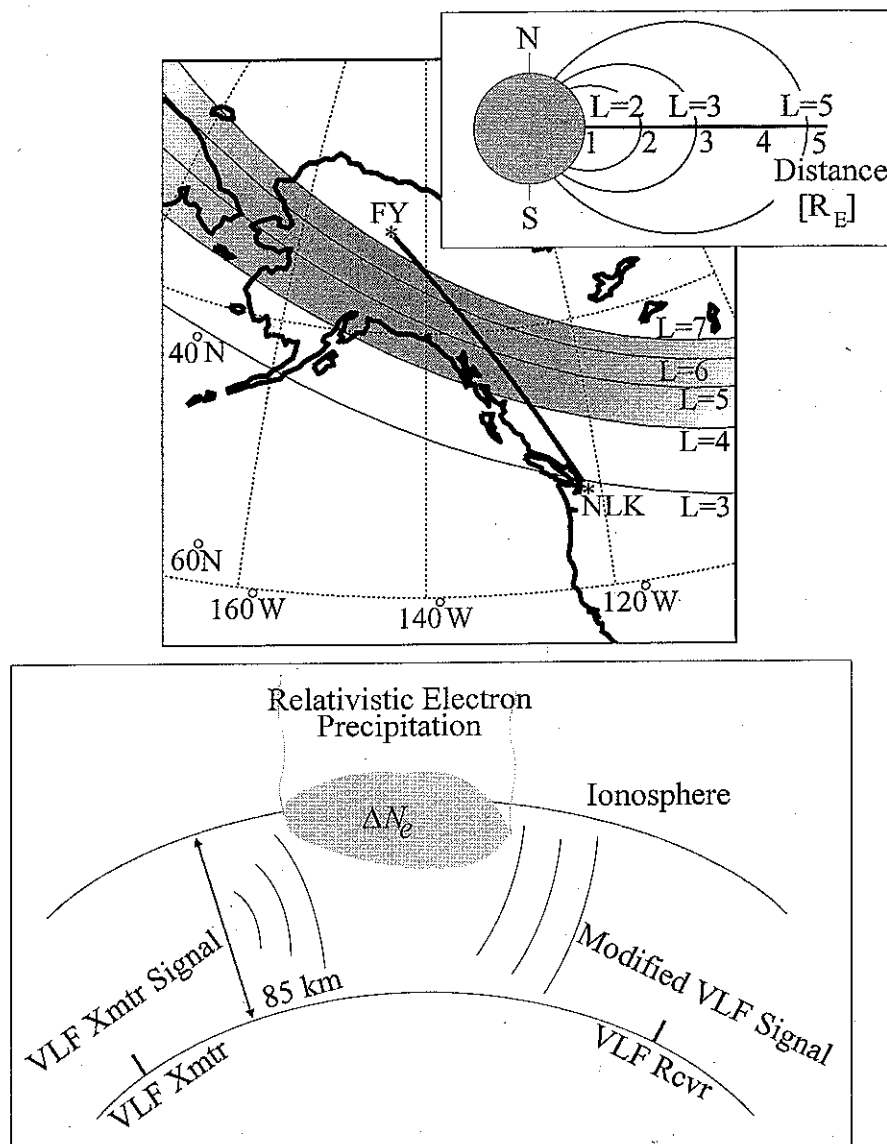 N
L=2 L=3 L=5
1 2 3 4 5
Distance
[R_E]
S
FY
*
40°N
L=7
L=6
L=5
L=4
*
NLK
L=3
60°N
160°W
140°W
120°W
Relativistic Electron
Precipitation
ΔN_e
Ionosphere
VLF Xmtr Signal
85 km
Modified VLF Signal
VLF Xmtr
VLF Rcvr